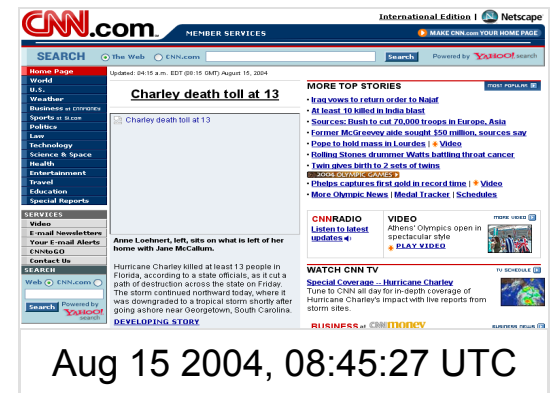 International Edition | Netscape
CNN.com
MEMBER SERVICES
MAKE CNN.com YOUR HOME PAGE
SEARCH The Web CNN.com Search Powered by YAHOO! search
Home Page
World
U.S.
Weather
Business at CNNMONEY
Sports at SI.COM
Politics
Law
Technology
Science & Space
Health
Entertainment
Travel
Education
Special Reports
SERVICES
Video
E-mail Newsletters
Your E-mail Alerts
CNNtoGO
Contact Us
SEARCH
Web CNN.com
Search Powered by
YAHOO! search
Updated: 04:15 a.m. EDT (08:15 GMT) August 15, 2004
Charley death toll at 13
Charley death toll at 13
Anne Loehnert, left, sits on what is left of her
home with Jane McCallum.
Hurricane Charley killed at least 13 people in
Florida, according to a state officials, as it cut a
path of destruction across the state on Friday.
The storm continued northward today, where it
was downgraded to a tropical storm shortly after
going ashore near Georgetown, South Carolina.
DEVELOPING STORY
MORE TOP STORIES
MOST POPULAR
• Iraq vows to return order to Najaf
• At least 10 killed in India blast
• Sources: Bush to cut 70,000 troops in Europe, Asia
• Former McGreevey aide sought $50 million, sources say
• Pope to hold mass in Lourdes | Video
• Rolling Stones drummer Watts battling throat cancer
• Twin gives birth to 2 sets of twins
2004 OLYMPIC GAMES
• Phelps captures first gold in record time | Video
• More Olympic News | Medal Tracker | Schedules
CNNRADIO
Listen to latest
updates
VIDEO
MORE VIDEO
Athens' Olympics open in
spectacular style
PLAY VIDEO
WATCH CNN TV
TV SCHEDULE
Special Coverage -- Hurricane Charley
Tune to CNN all day for in-depth coverage of
Hurricane Charley's impact with live reports from
storm sites.
BUSINESS at CNNmoney
BUSINESS NEWS
Aug 15 2004, 08:45:27 UTC